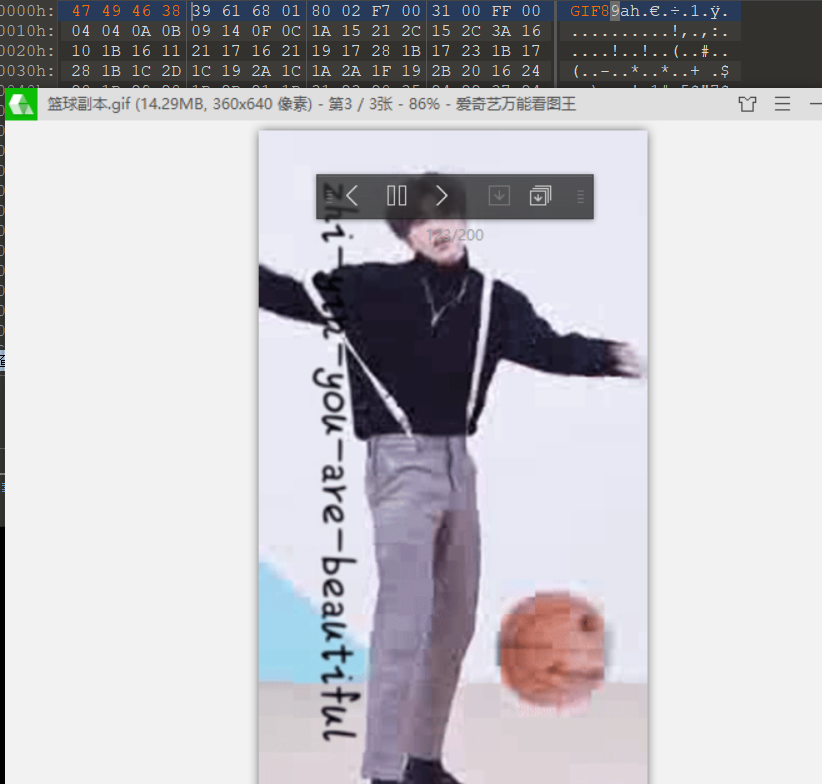 0000h: 47 49 46 38 39 61 68 01 80 02 F7 00 31 00 FF 00 GIF89ah.€.÷.1.ÿ.
0010h: 04 04 0A 0B 09 14 0F 0C 1A 15 21 2C 15 2C 3A 16 ..........!,.,:.
0020h: 10 1B 16 11 21 17 16 21 19 17 28 1B 17 23 1B 17 ....!..!..(..#..
0030h: 28 1B 1C 2D 1C 19 2A 1C 1A 2A 1F 19 2B 20 16 24 (..-..*..*..+ .$
篮球副本.gif (14.29MB, 360x640 像素) - 第3 / 3张 - 86% - 爱奇艺万能看图王
/200
zhi-yin-you-are-beautiful